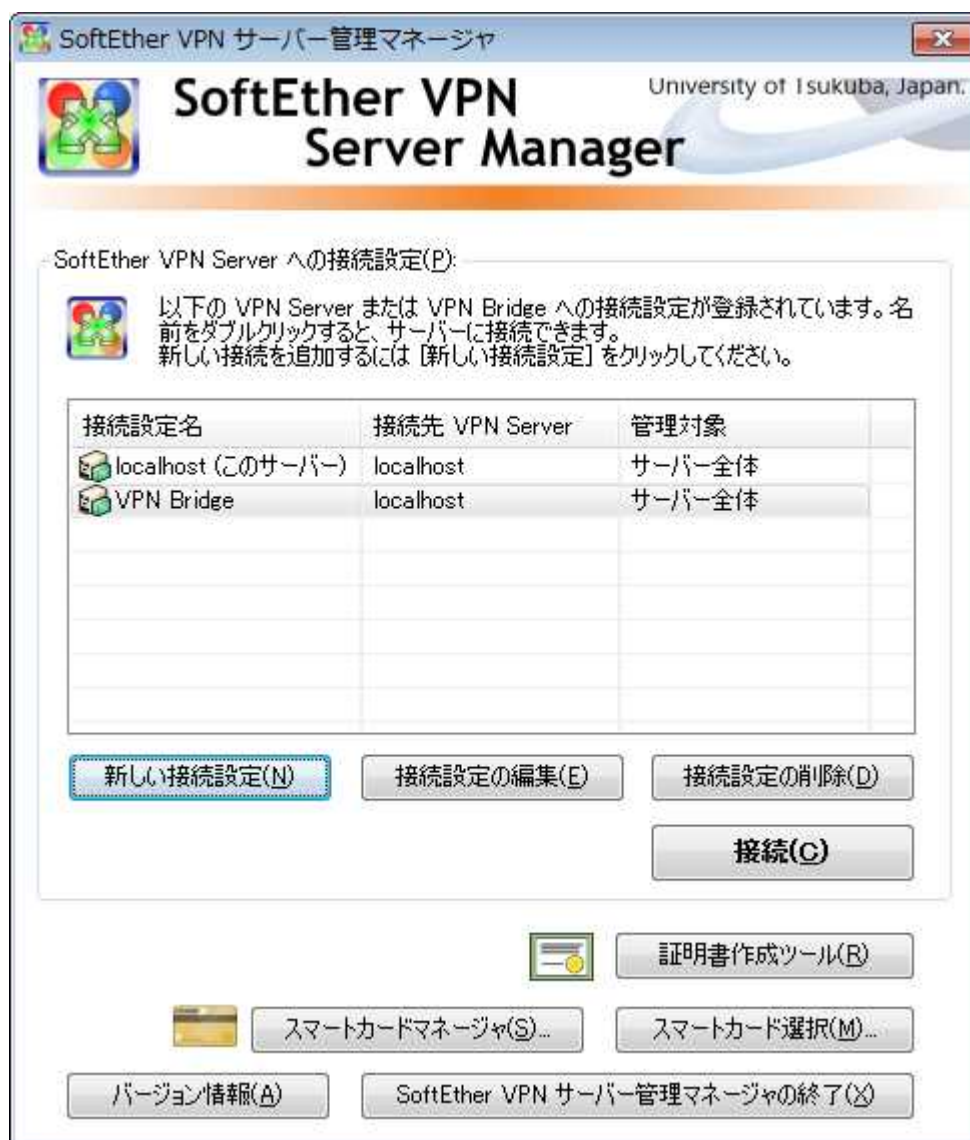 SoftEther VPN サーバー管理マネージャ
SoftEther VPN
Server Manager
University of Tsukuba, Japan.
SoftEther VPN Server への接続設定(P):
以下の VPN Server または VPN Bridge への接続設定が登録されています。名
前をダブルクリックすると、サーバーに接続できます。
新しい接続を追加するには [新しい接続設定] をクリックしてください。
接続設定名 接続先 VPN Server 管理対象
localhost (このサーバー) localhost サーバー全体
VPN Bridge localhost サーバー全体
新しい接続設定(N) 接続設定の編集(E) 接続設定の削除(D)
接続(C)
証明書作成ツール(R)
スマートカードマネージャ(S)... スマートカード選択(M)...
バージョン情報(A) SoftEther VPN サーバー管理マネージャの終了(X)